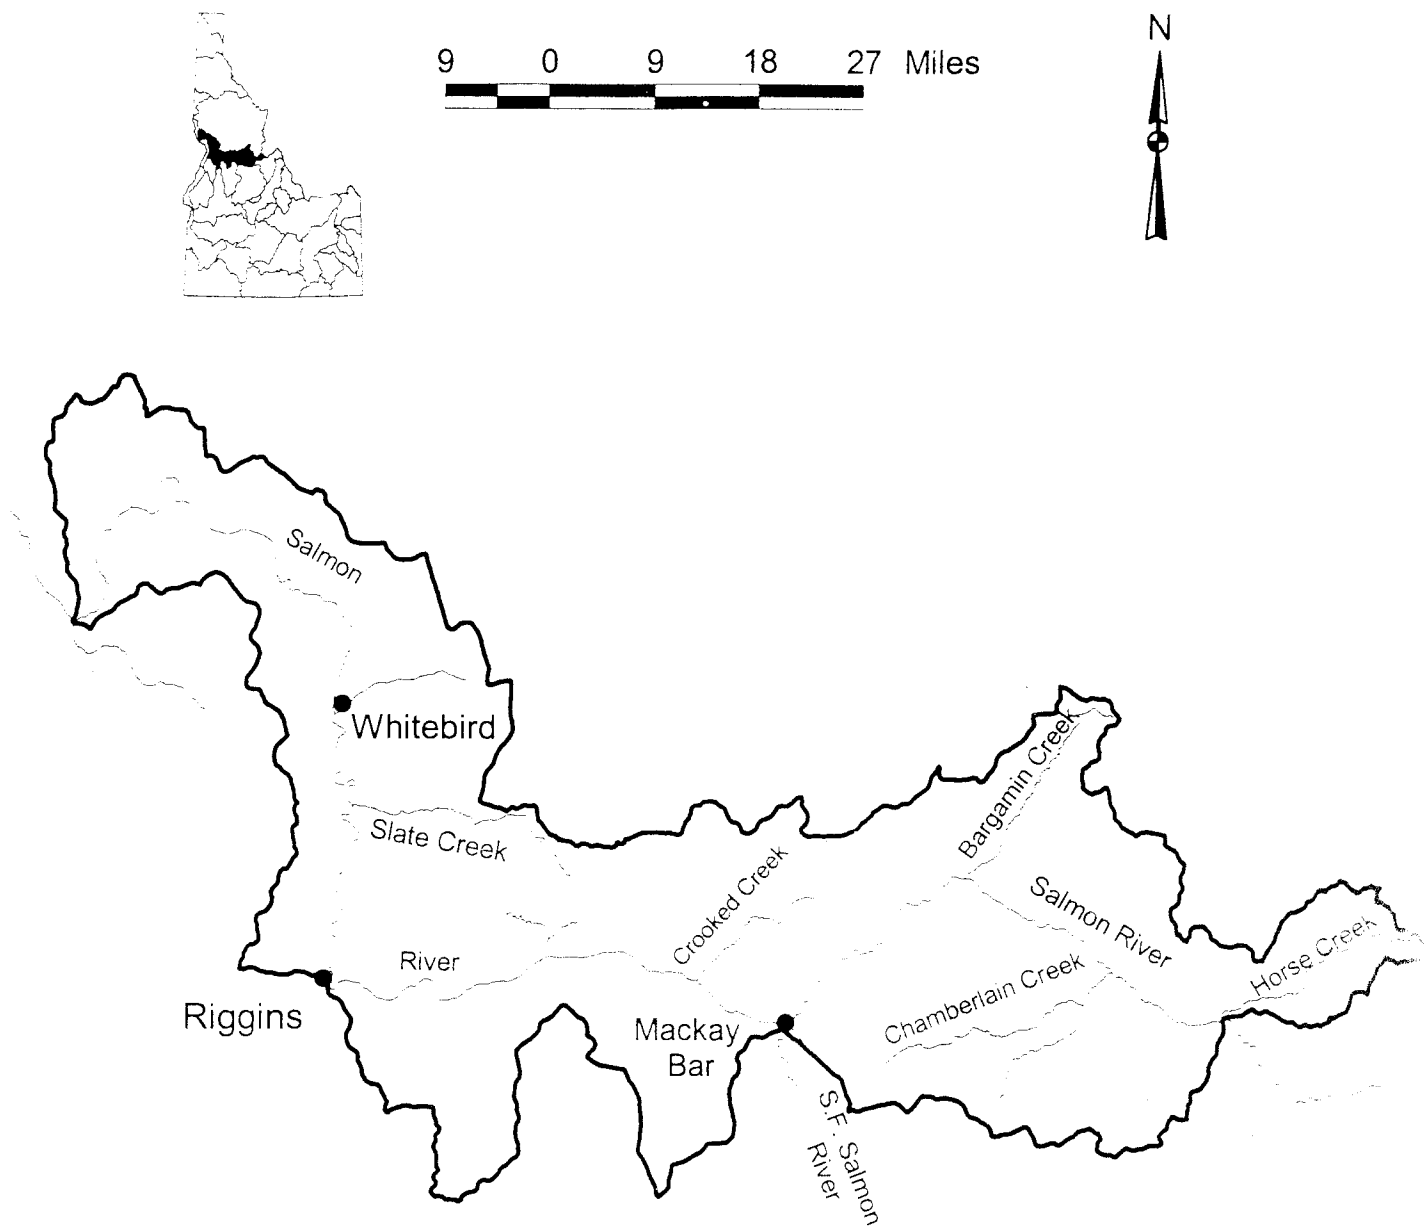 N
9 0 9 18 27 Miles
Salmon
Whitebird
Bargamin Creek
Slate Creek
Crooked Creek
Salmon River
River
Horse Creek
Chamberlain Creek
Riggins
Mackay
Bar
S.F. Salmon
River